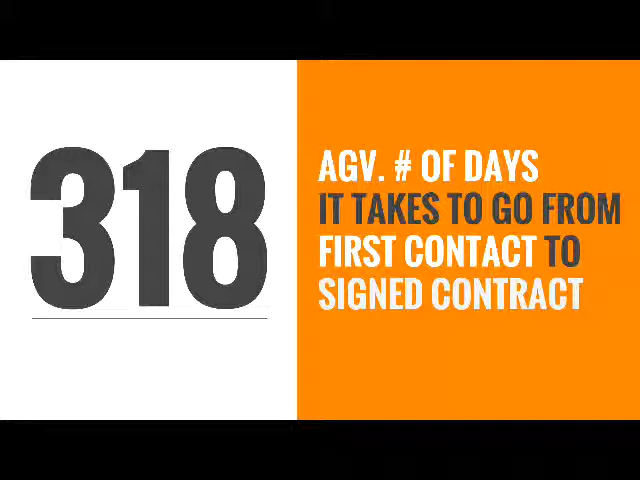 318
AGV. # OF DAYS
IT TAKES TO GO FROM
FIRST CONTACT TO
SIGNED CONTRACT